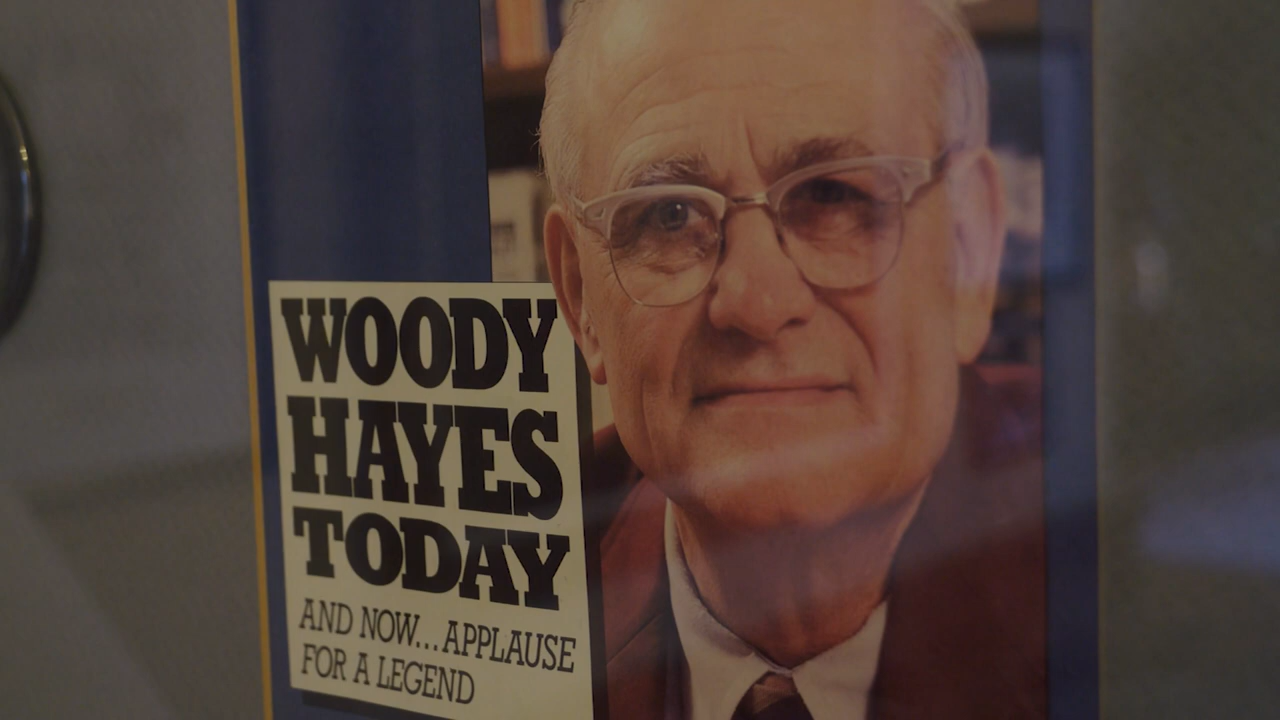 WOODY
HAYES
TODAY
AND NOW...APPLAUSE
FOR A LEGEND